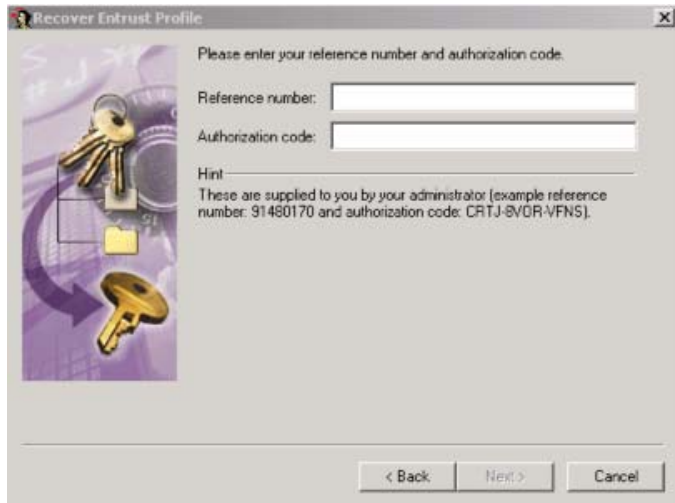 Recover Entrust Profile
Please enter your reference number and authorization code.
Reference number:
Authorization code:
Hint
These are supplied to you by your administrator (example reference
number: 91480170 and authorization code: CRTJ-8VOR-VFNS).
< Back
Next >
Cancel